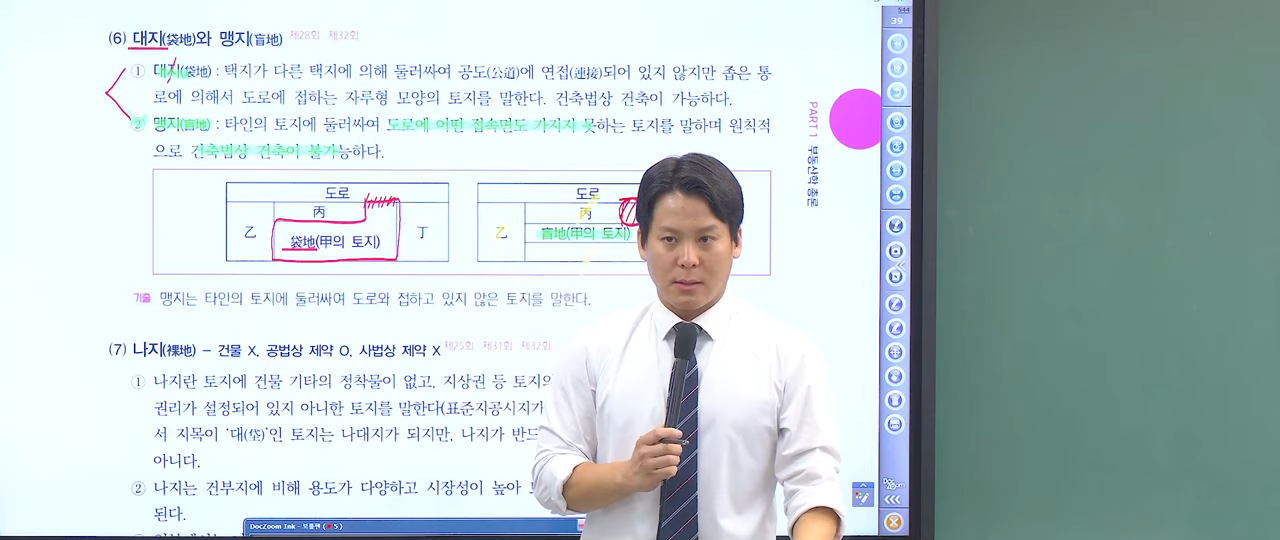 (6) 대지(袋地)와 맹지(盲地) 제28회 제32회
① 대지(袋地) : 택지가 다른 택지에 의해 둘러싸여 공도(公道)에 연접(連接)되어 있지 않지만 좁은 통
로에 의해서 도로에 접하는 자루형 모양의 토지를 말한다. 건축법상 건축이 가능하다.
② 맹지(盲地) : 타인의 토지에 둘러싸여 도로에 어떤 접속면도 가지지 못하는 토지를 말하며 원칙적
으로 건축법상 건축이 불가능하다.
도로
丙
乙
袋地(甲의 토지)
丁
도로
丙
乙
盲地(甲의 토지)
기출 맹지는 타인의 토지에 둘러싸여 도로와 접하고 있지 않은 토지를 말한다.
(7) 나지(裸地) – 건물 X, 공법상 제약 O, 사법상 제약 X 제25회 제31회 제32회
① 나지란 토지에 건물 기타의 정착물이 없고, 지상권 등 토지의
권리가 설정되어 있지 아니한 토지를 말한다(표준지공시지가
서 지목이 ‘대(垈)’인 토지는 나대지가 되지만, 나지가 반드
아니다.
② 나지는 건부지에 비해 용도가 다양하고 시장성이 높아
된다.
PART 1 부동산학 총론
5:44
39
DocZoom
DocZoom Ink - 보통펜 ( 5 )